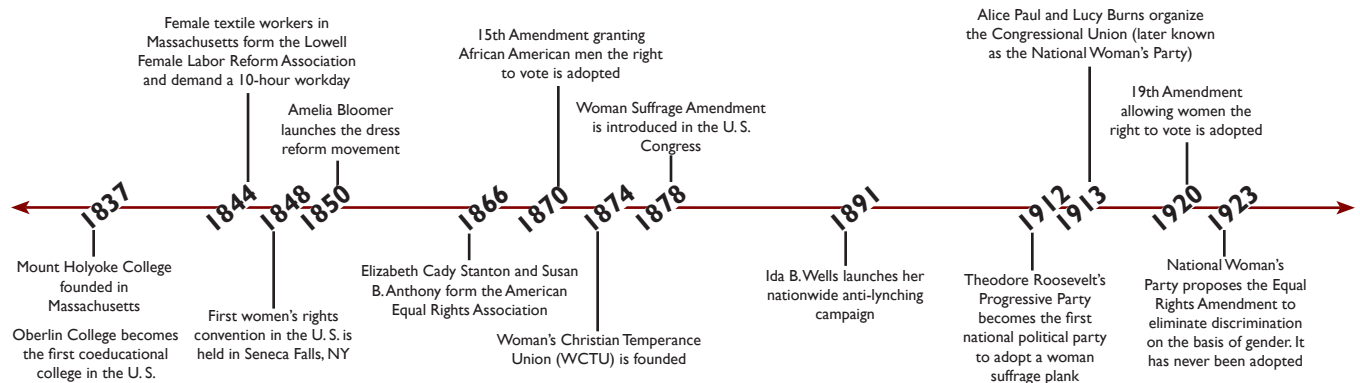 Female textile workers in
Massachusetts form the Lowell
Female Labor Reform Association
and demand a 10-hour workday
Amelia Bloomer
launches the dress
reform movement
15th Amendment granting
African American men the right
to vote is adopted
Woman Suffrage Amendment
is introduced in the U. S.
Congress
Alice Paul and Lucy Burns organize
the Congressional Union (later known
as the National Woman's Party)
19th Amendment
allowing women the
right to vote is adopted
1837
1844
1848
1850
1866
1870
1874
1878
1891
1912
1913
1920
1923
Mount Holyoke College
founded in
Massachusetts
Oberlin College becomes
the first coeducational
college in the U. S.
First women's rights
convention in the U. S. is
held in Seneca Falls, NY
Elizabeth Cady Stanton and Susan
B. Anthony form the American
Equal Rights Association
Woman's Christian Temperance
Union (WCTU) is founded
Ida B. Wells launches her
nationwide anti-lynching
campaign
Theodore Roosevelt's
Progressive Party
becomes the first
national political party
to adopt a woman
suffrage plank
National Woman's
Party proposes the Equal
Rights Amendment to
eliminate discrimination
on the basis of gender. It
has never been adopted